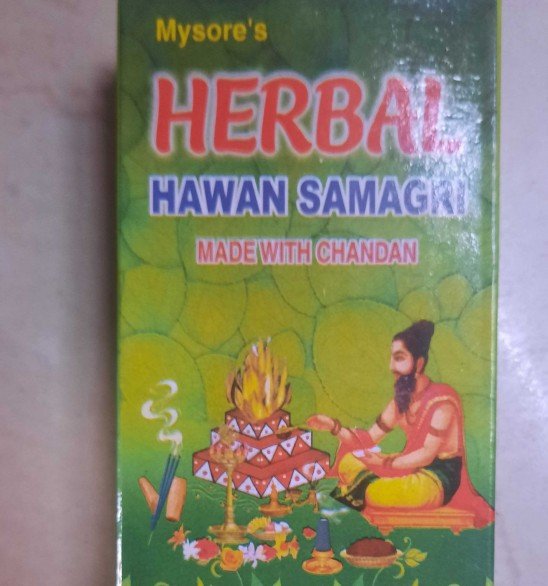 Mysore's
HERBAL
HAWAN SAMAGRI
MADE WITH CHANDAN